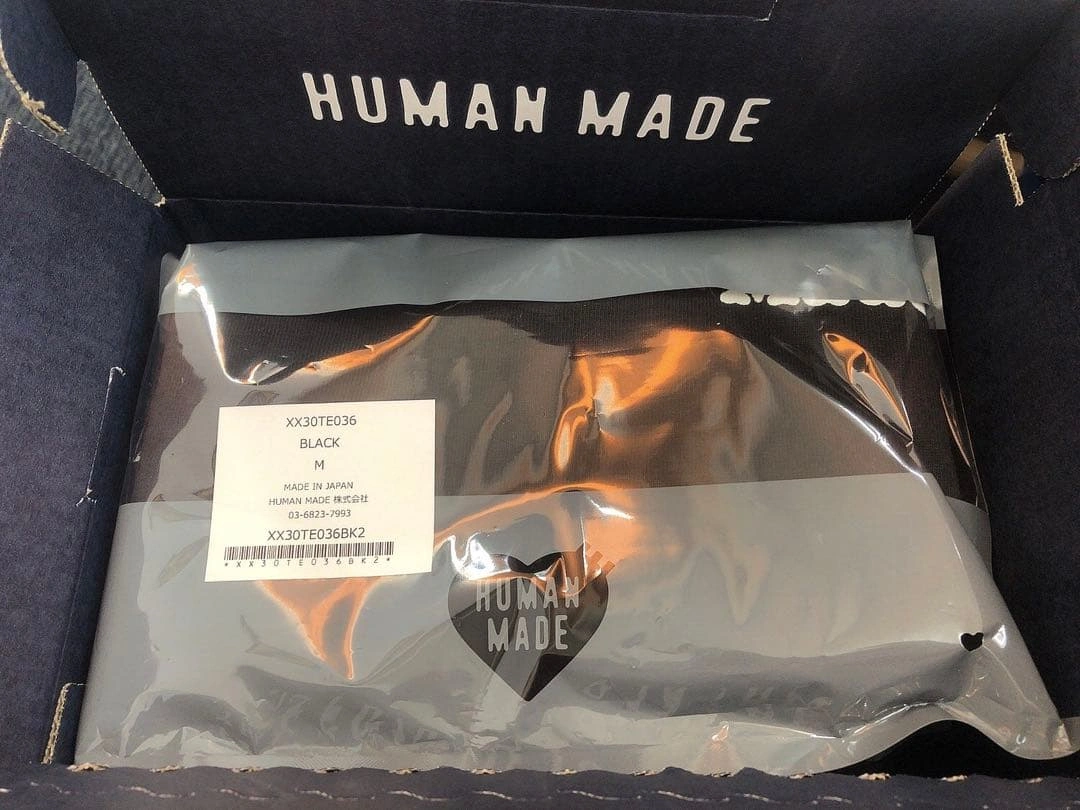 HUMAN MADE
XX30TE036
BLACK
M
MADE IN JAPAN
HUMAN MADE 株式会社
03-6823-7993
XX30TE036BK2
*XX30TE036BK2*
HUMAN
MADE